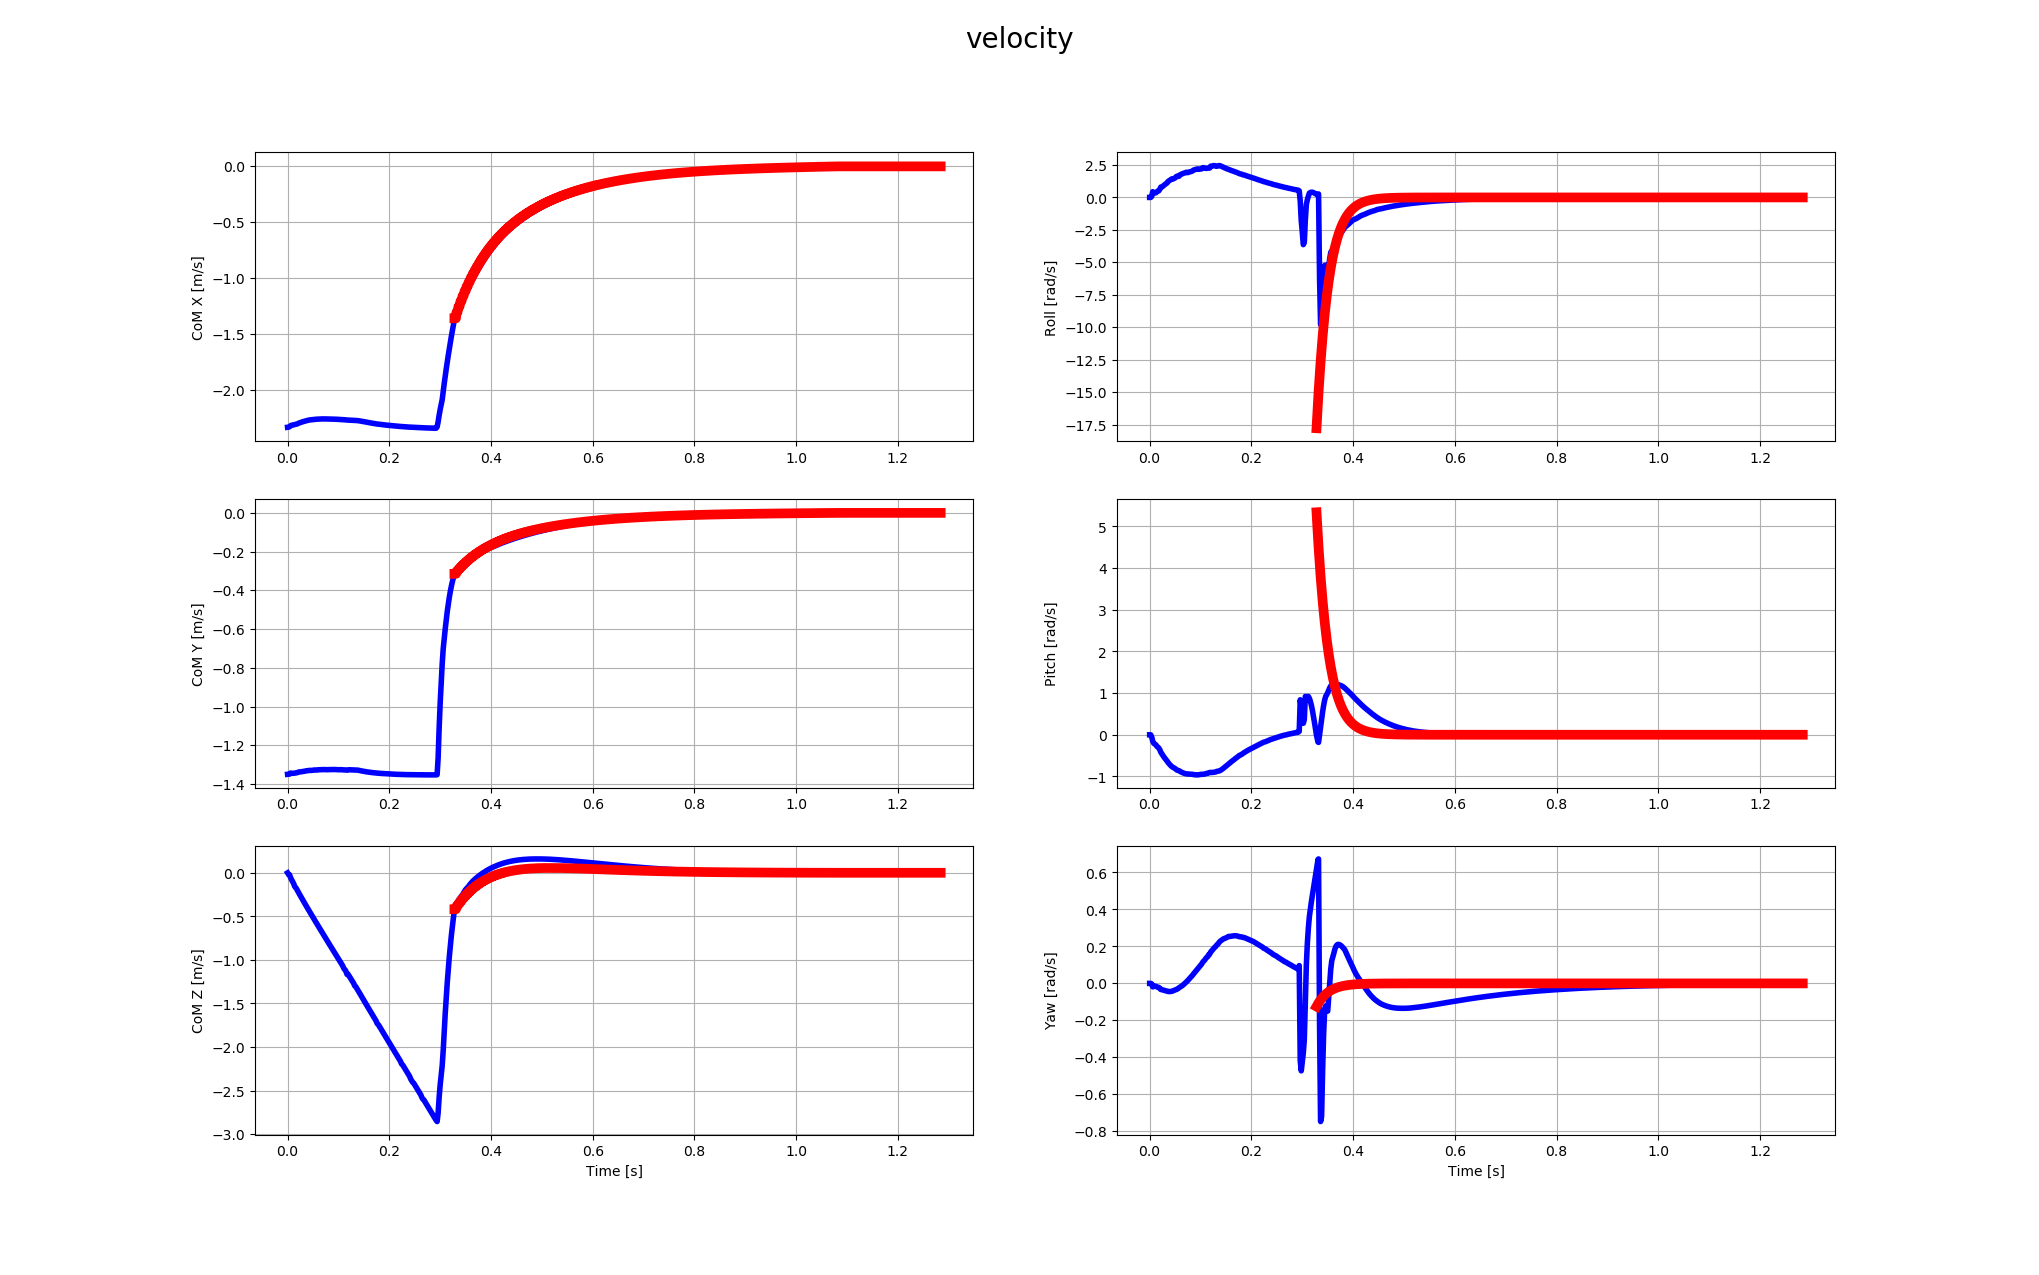 velocity
0.0
−0.5
−1.0
−1.5
−2.0
CoM X [m/s]
0.0 0.2 0.4 0.6 0.8 1.0 1.2
2.5
0.0
−2.5
−5.0
−7.5
−10.0
−12.5
−15.0
−17.5
Roll [rad/s]
0.0 0.2 0.4 0.6 0.8 1.0 1.2
0.0
−0.2
−0.4
−0.6
−0.8
−1.0
−1.2
−1.4
CoM Y [m/s]
0.0 0.2 0.4 0.6 0.8 1.0 1.2
5
4
3
2
1
0
−1
Pitch [rad/s]
0.0 0.2 0.4 0.6 0.8 1.0 1.2
0.0
−0.5
−1.0
−1.5
−2.0
−2.5
−3.0
CoM Z [m/s]
0.0 0.2 0.4 0.6 0.8 1.0 1.2
Time [s]
0.6
0.4
0.2
0.0
−0.2
−0.4
−0.6
−0.8
Yaw [rad/s]
0.0 0.2 0.4 0.6 0.8 1.0 1.2
Time [s]